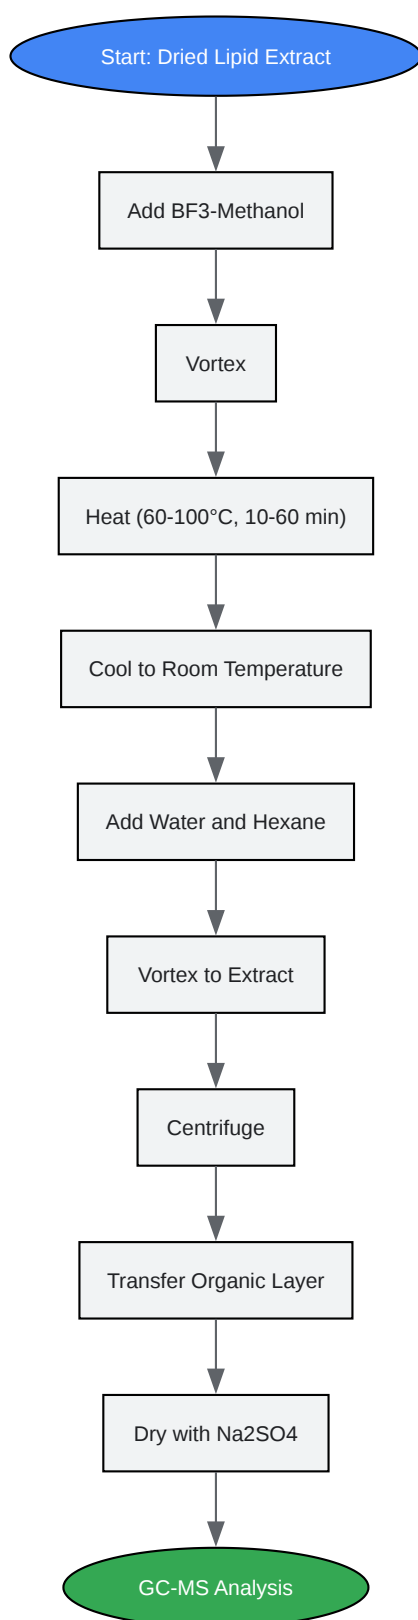 Start: Dried Lipid Extract
Add BF3-Methanol
Vortex
Heat (60-100°C, 10-60 min)
Cool to Room Temperature
Add Water and Hexane
Vortex to Extract
Centrifuge
Transfer Organic Layer
Dry with Na2SO4
GC-MS Analysis